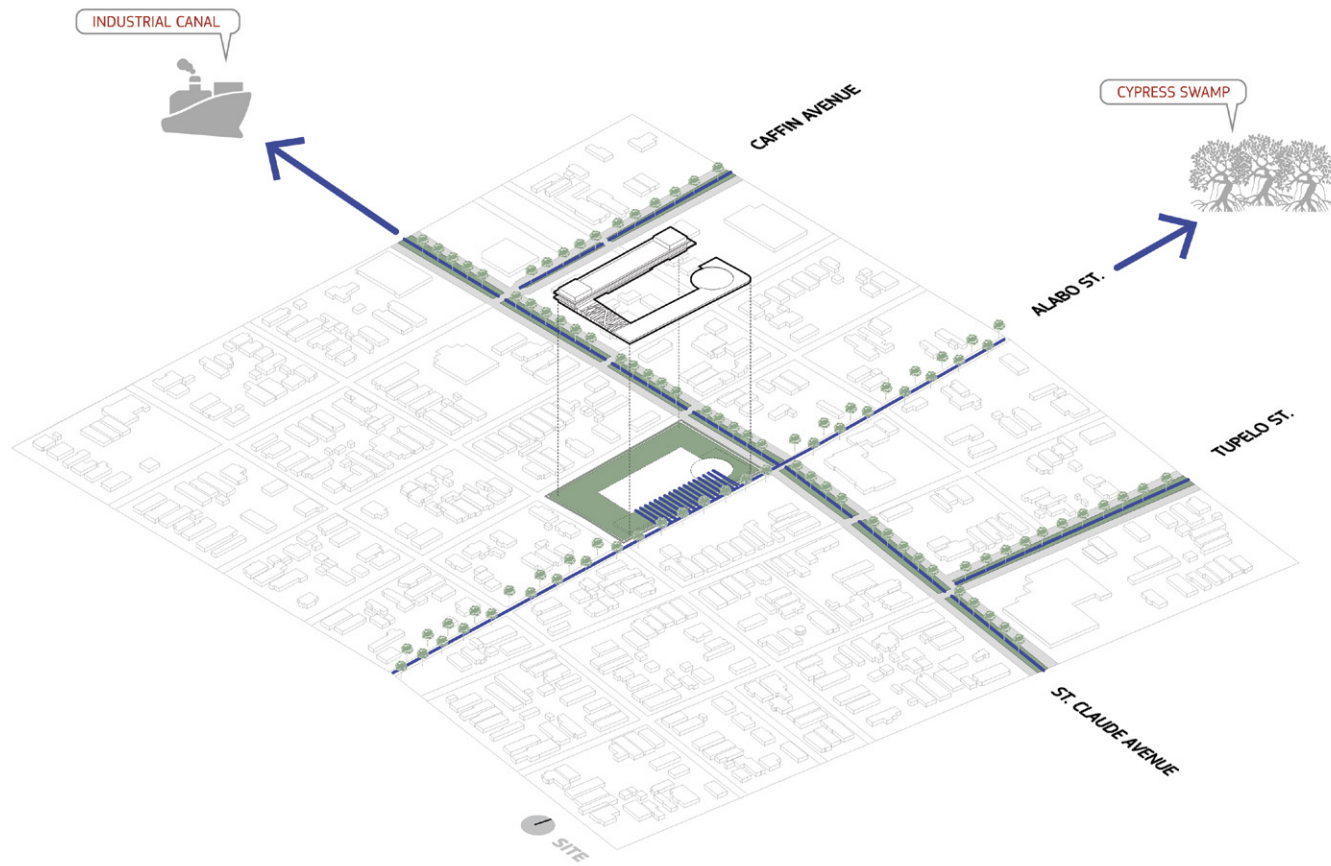 INDUSTRIAL CANAL
CYPRESS SWAMP
CAFFIN AVENUE
ALABO ST.
TUPELO ST.
ST. CLAUDE AVENUE
SITE